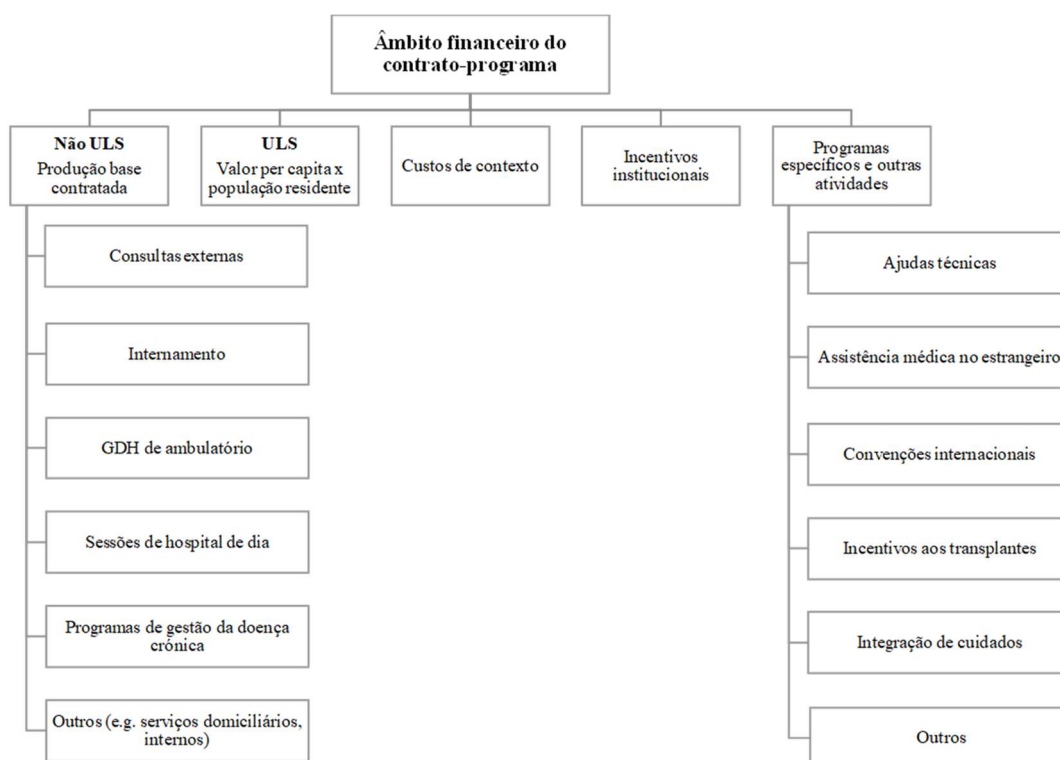 Âmbito financeiro do
contrato-programa
Não ULS
Produção base
contratada
ULS
Valor per capita x
população residente
Custos de contexto
Incentivos
institucionais
Programas
específicos e outras
atividades
Consultas externas
Internamento
GDH de ambulatório
Sessões de hospital de dia
Programas de gestão da doença
crónica
Outros (e.g. serviços domiciliários,
internos)
Ajudas técnicas
Assistência médica no estrangeiro
Convenções internacionais
Incentivos aos transplantes
Integração de cuidados
Outros